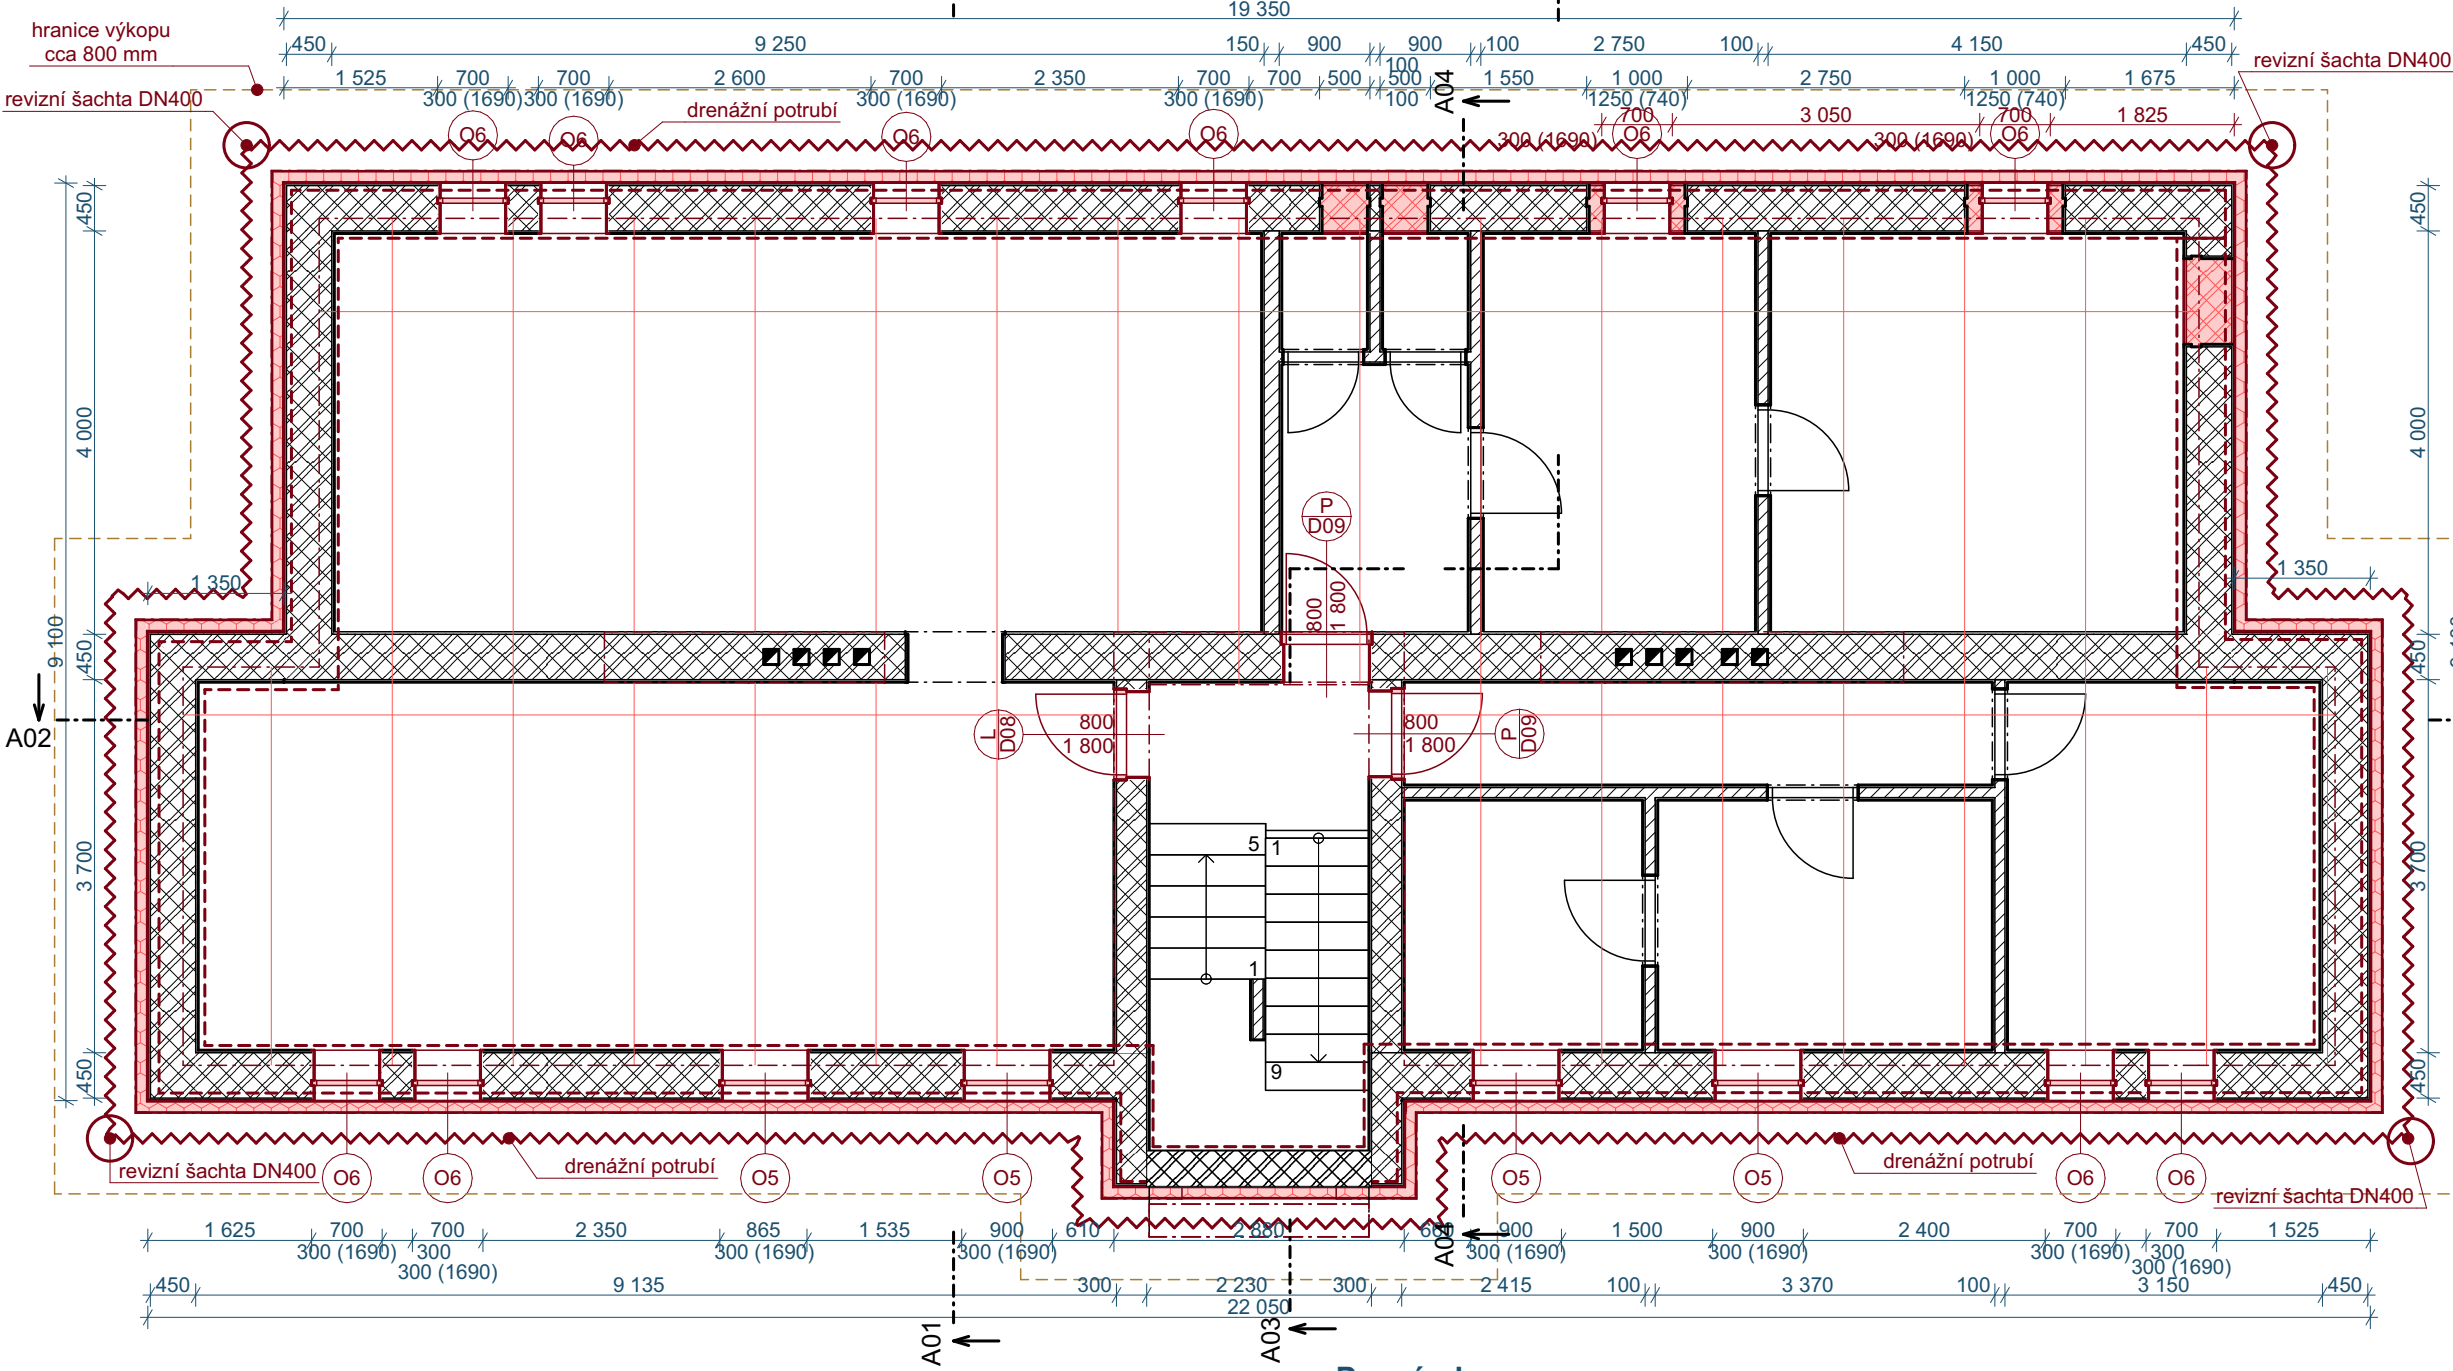 19 350
hranice výkopu
cca 800 mm
450 9 250 150 900 900 100 2 750 100 4 150 450
100
revizní šachta DN400
1 525 700 700 2 600 700 2 350 700 700 500 500 1 550 1 000 2 750 1 000 1 675
300 (1690) 300 (1690) 300 (1690) 300 (1690) 100 1250 (740) 1250 (740)
revizní šachta DN400
drenážní potrubí
A04
700 3 050 700 1 825
O6 O6 O6 O6 O6 O6
300 (1690) 300 (1690)
450 450
4 000 4 000
P
D09
800
1 800
1 350 1 350
9 100
450 450
A02
L
D08
800
1 800
800
1 800
P
D09
3 700 3 700
5 1
1
9
450 450
revizní šachta DN400
O6 O6
drenážní potrubí
O5 O5 O5 O5
drenážní potrubí
O6 O6
revizní šachta DN400
1 625 700 700 2 350 865 1 535 900 610 2 880 900 1 500 900 2 400 700 700 1 525
300 (1690) 300 300 (1690) 300 (1690) 300 (1690) 300 (1690) 300 (1690) 300
300 (1690) 300 (1690)
A04
450 9 135 300 2 230 300 2 415 100 3 370 100 3 150 450
22 050
A01
A03